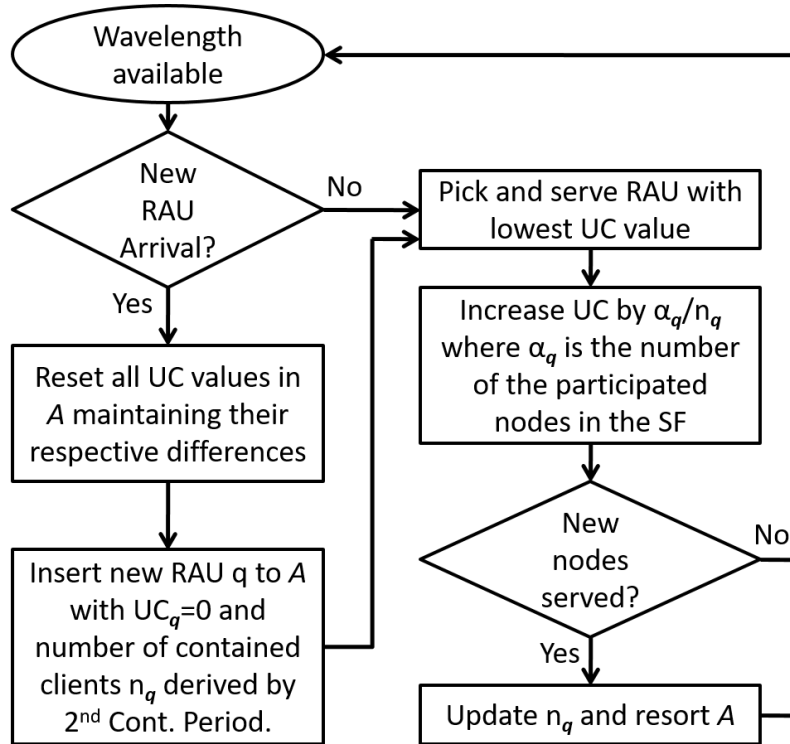 Wavelength
available
New
RAU
Arrival?
No
Yes
Reset all UC values in
A maintaining their
respective differences
Insert new RAU q to A
with UCq=0 and
number of contained
clients nq derived by
2nd Cont. Period.
Pick and serve RAU with
lowest UC value
Increase UC by αq/nq
where αq is the number
of the participated
nodes in the SF
New
nodes
served?
No
Yes
Update nq and resort A